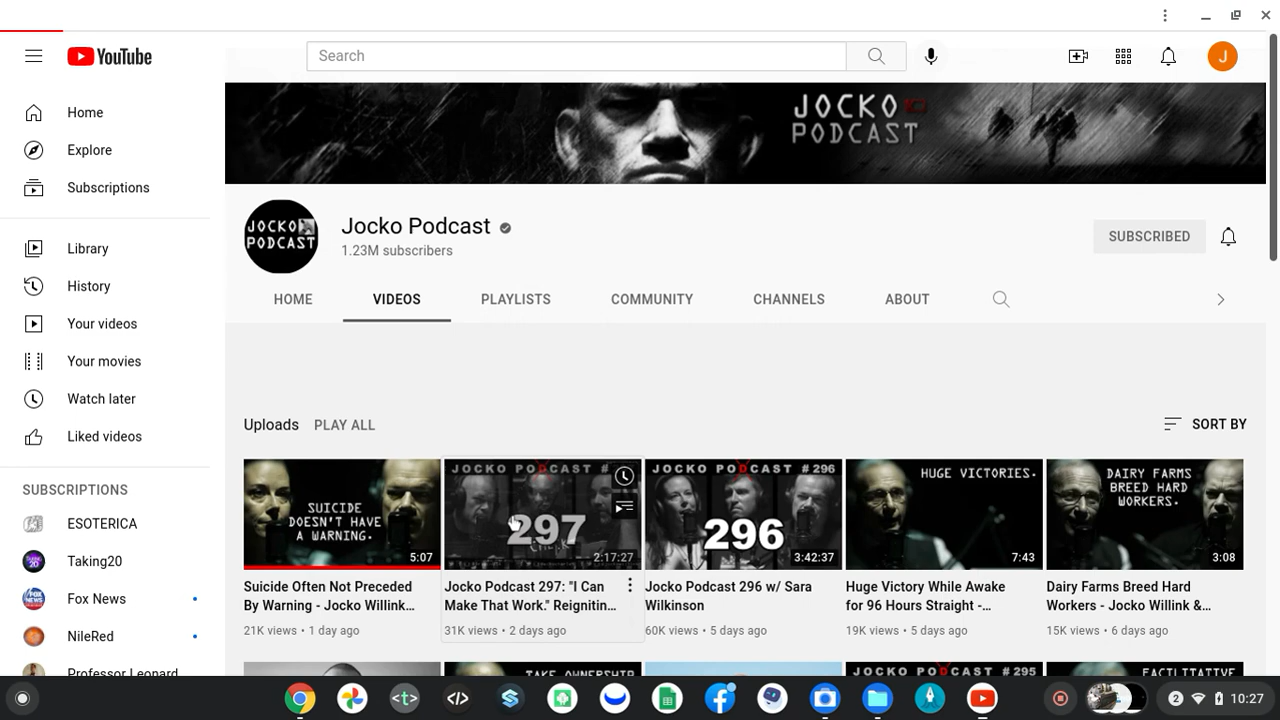 YouTube
Search
J
Home
Explore
Subscriptions
Library
History
Your videos
Your movies
Watch later
Liked videos
SUBSCRIPTIONS
ESOTERICA
Taking20
Fox News
NileRed
Professor Leonard
JOCKO
PODCAST
JOCKO
PODCAST
Jocko Podcast
1.23M subscribers
SUBSCRIBED
HOME VIDEOS PLAYLISTS COMMUNITY CHANNELS ABOUT
Uploads PLAY ALL
SORT BY
SUICIDE
DOESN'T HAVE
A WARNING.
5:07
Suicide Often Not Preceded
By Warning - Jocko Willink...
21K views • 1 day ago
JOCKO PODCAST #
297
2:17:27
Jocko Podcast 297: "I Can
Make That Work." Reignitin...
31K views • 2 days ago
JOCKO PODCAST #296
296
3:42:37
Jocko Podcast 296 w/ Sara
Wilkinson
60K views • 5 days ago
HUGE VICTORIES.
7:43
Huge Victory While Awake
for 96 Hours Straight -...
19K views • 5 days ago
DAIRY FARMS
BREED HARD
WORKERS.
3:08
Dairy Farms Breed Hard
Workers - Jocko Willink &...
15K views • 6 days ago
TAKE OWNERSHIP
JOCKO PODCAST #295
FACILITATIVE
<t>
</>
2
10:27